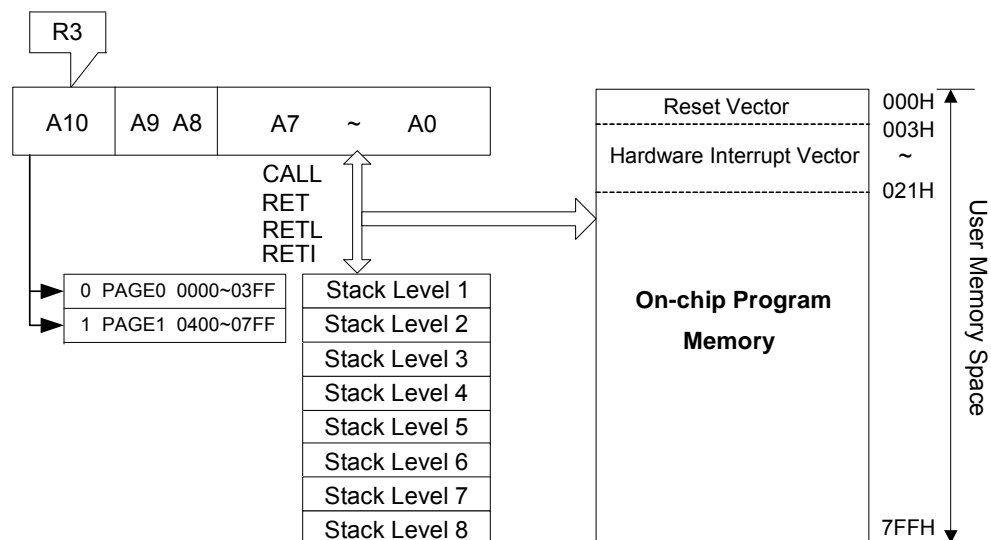 R3
A10 A9 A8 A7 ~ A0
CALL
RET
RETL
RETI
0 PAGE0 0000~03FF
1 PAGE1 0400~07FF
Stack Level 1
Stack Level 2
Stack Level 3
Stack Level 4
Stack Level 5
Stack Level 6
Stack Level 7
Stack Level 8
Reset Vector
Hardware Interrupt Vector
On-chip Program
Memory
000H
003H
~
021H
7FFH
User Memory Space